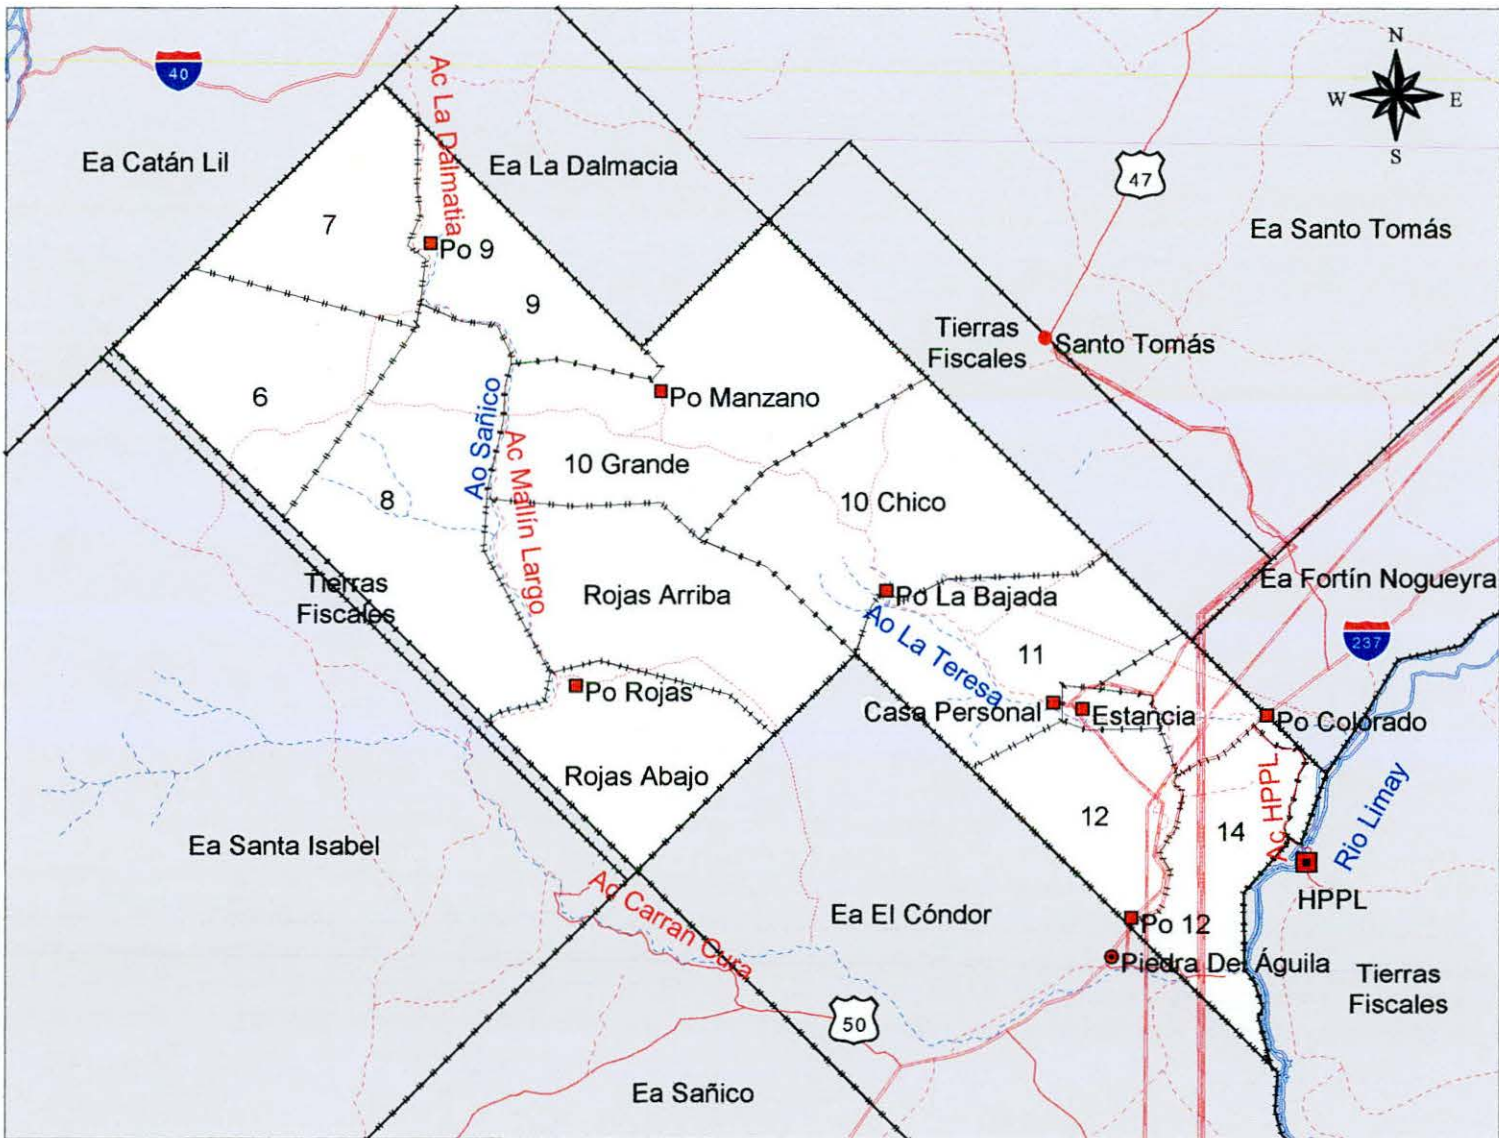 N
W E
S
40
47
Ac La Dalmatia
Ea Catán Lil
Ea La Dalmacia
Ea Santo Tomás
7
Po 9
9
Tierras
Fiscales
Santo Tomás
6
Po Manzano
Ao Sañico
Ac Mallín Largo
10 Grande
8
10 Chico
Tierras
Fiscales
Rojas Arriba
Po La Bajada
Ea Fortín Nogueyra
237
Ao La Teresa
11
Po Rojas
Casa Personal
Estancia
Po Colorado
Rojas Abajo
Ac HPPL
Rio Limay
12
14
Ea Santa Isabel
HPPL
Ac Carran Cura
Ea El Cóndor
Po 12
Piedra Del Águila
Tierras
Fiscales
50
Ea Sañico